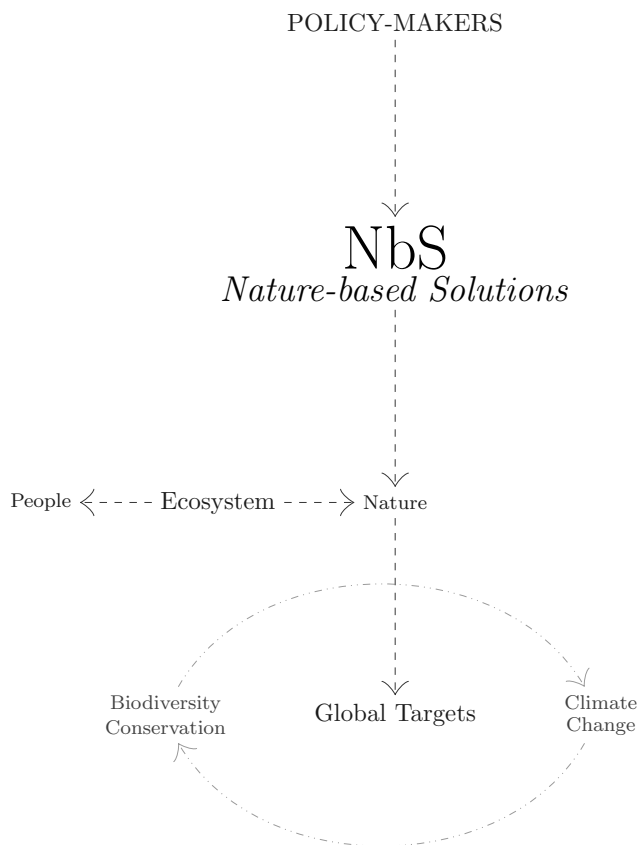 POLICY-MAKERS
NbS
Nature-based Solutions
People Ecosystem Nature
Biodiversity
Conservation
Global Targets
Climate
Change